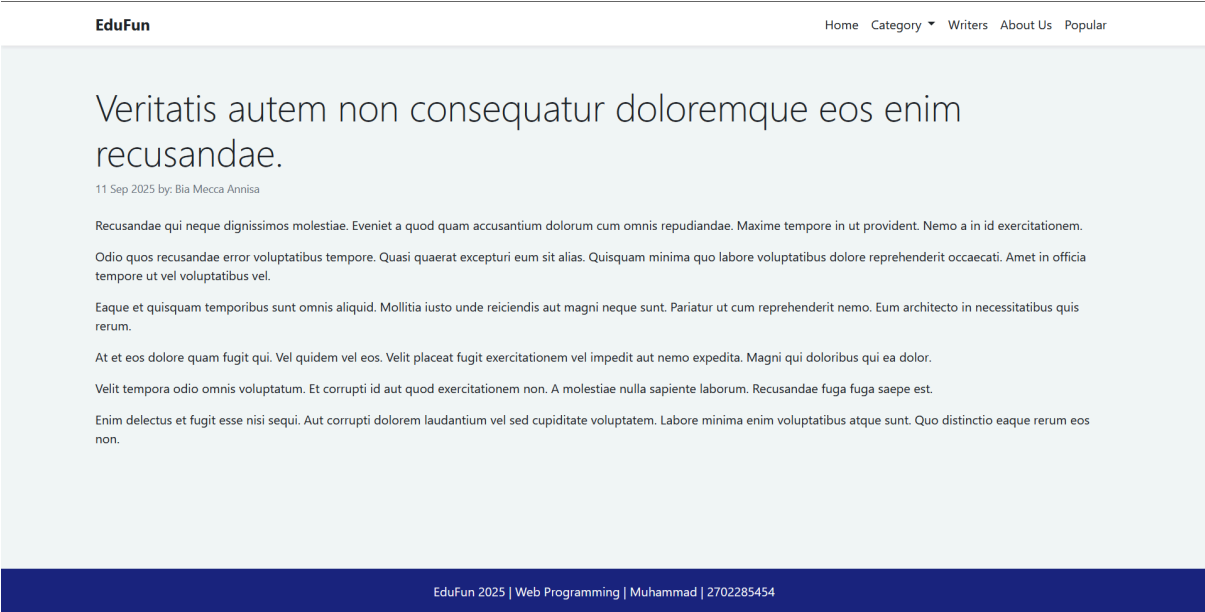 EduFun
Home Category Writers About Us Popular
Veritatis autem non consequatur doloremque eos enim
recusandae.
11 Sep 2025 by: Bia Mecca Annisa
Recusandae qui neque dignissimos molestiae. Eveniet a quod quam accusantium dolorum cum omnis repudiandae. Maxime tempore in ut provident. Nemo a in id exercitationem.
Odio quos recusandae error voluptatibus tempore. Quasi quaerat excepturi eum sit alias. Quisquam minima quo labore voluptatibus dolore reprehenderit occaecati. Amet in officia
tempore ut vel voluptatibus vel.
Eaque et quisquam temporibus sunt omnis aliquid. Mollitia iusto unde reiciendis aut magni neque sunt. Pariatur ut cum reprehenderit nemo. Eum architecto in necessitatibus quis
rerum.
At et eos dolore quam fugit qui. Vel quidem vel eos. Velit placeat fugit exercitationem vel impedit aut nemo expedita. Magni qui doloribus qui ea dolor.
Velit tempora odio omnis voluptatum. Et corrupti id aut quod exercitationem non. A molestiae nulla sapiente laborum. Recusandae fuga fuga saepe est.
Enim delectus et fugit esse nisi sequi. Aut corrupti dolorem laudantium vel sed cupiditate voluptatem. Labore minima enim voluptatibus atque sunt. Quo distinctio eaque rerum eos
non.
EduFun 2025 | Web Programming | Muhammad | 2702285454